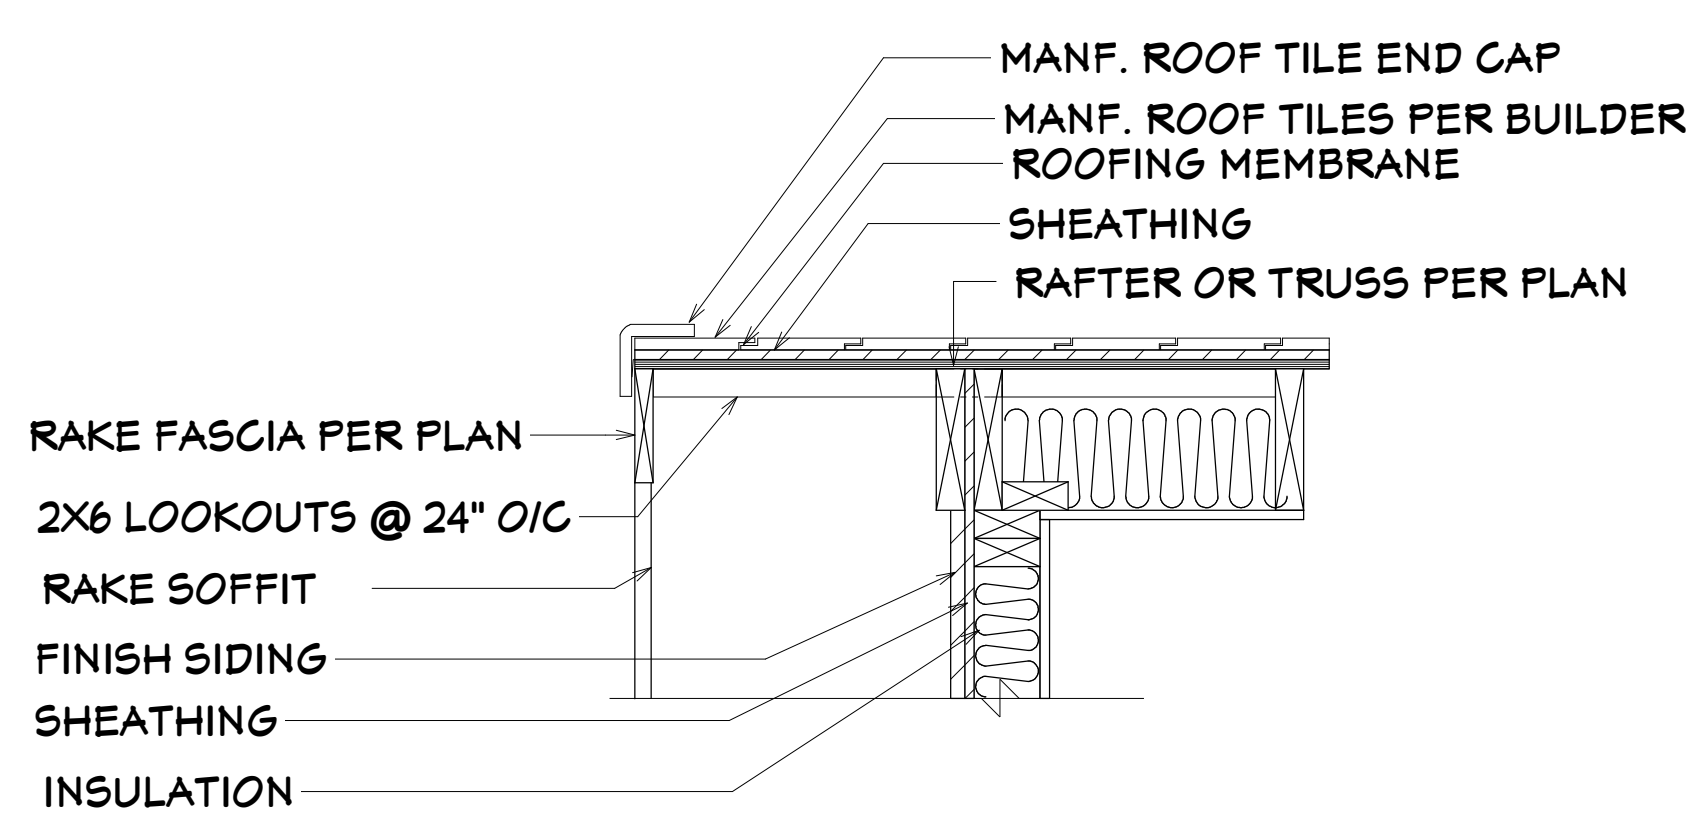 MANF. ROOF TILE END CAP
MANF. ROOF TILES PER BUILDER
ROOFING MEMBRANE
SHEATHING
RAFTER OR TRUSS PER PLAN
RAKE FASCIA PER PLAN
2X6 LOOKOUTS @ 24" O/C
RAKE SOFFIT
FINISH SIDING
SHEATHING
INSULATION